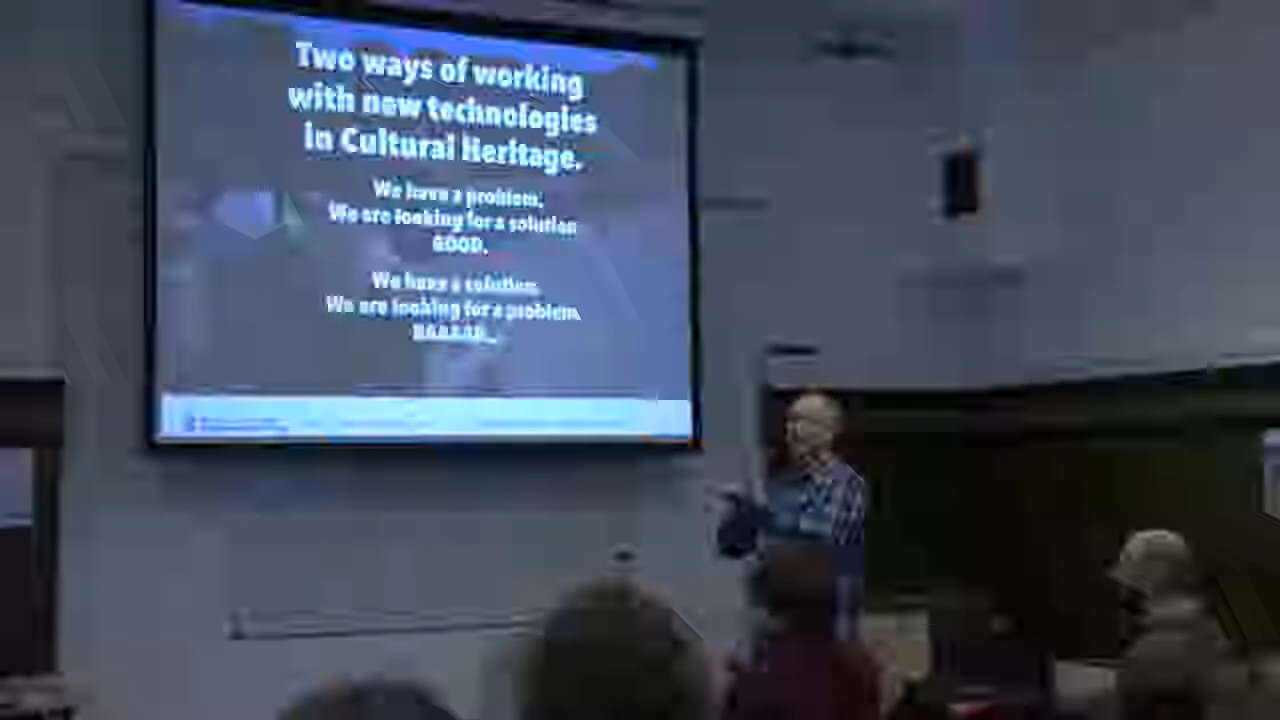 Two ways of working
with new technologies
in Cultural Heritage.
We have a problem.
We are looking for a solution
GOOD.
We have a solution.
We are looking for a problem.